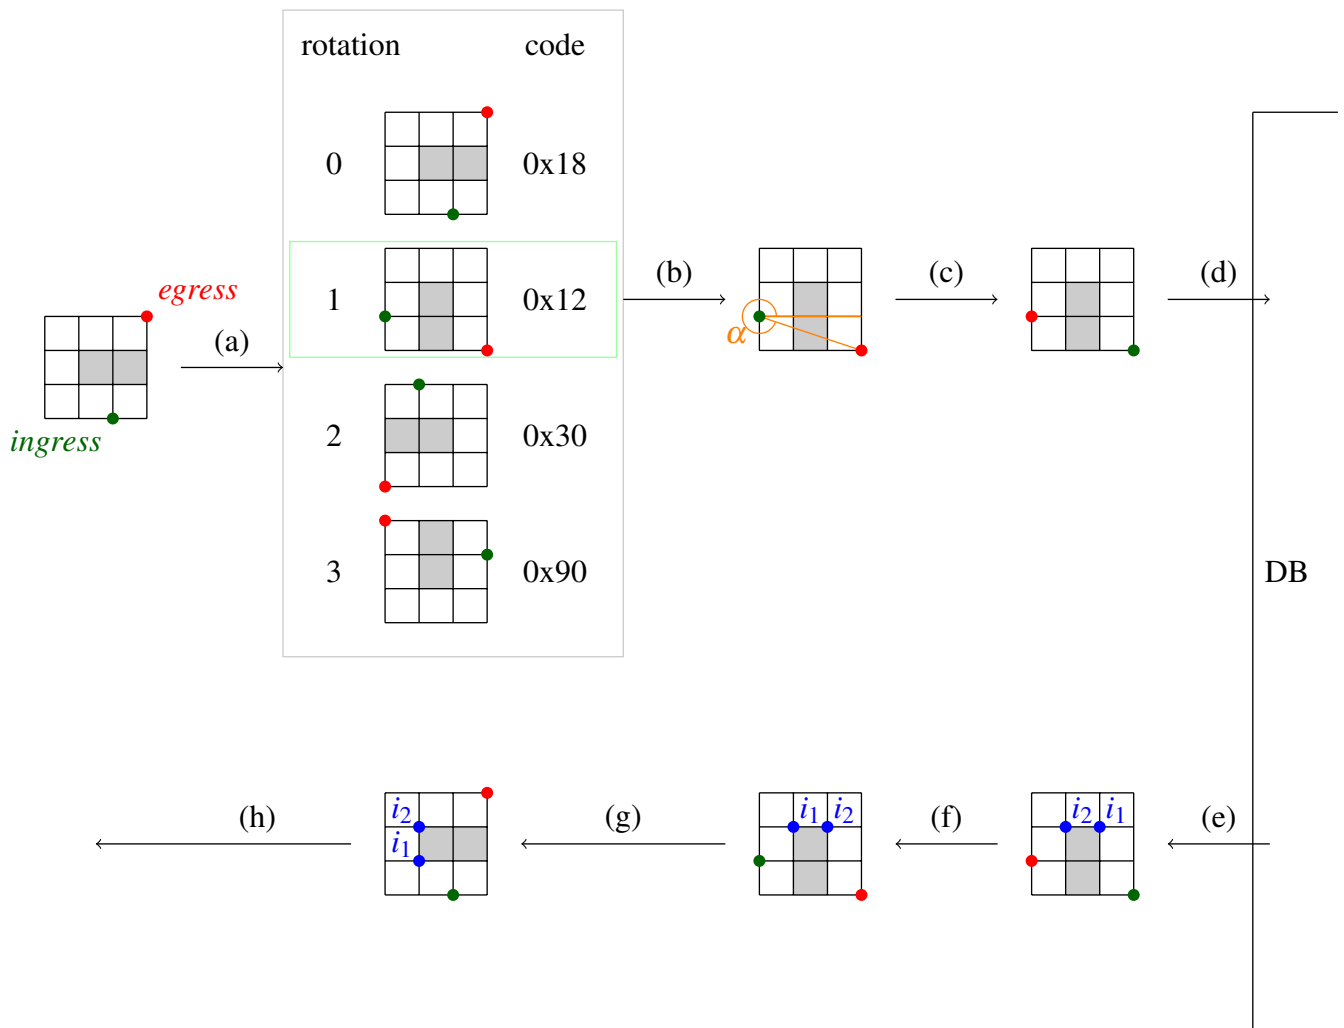 rotation code
0 0x18
1 0x12
2 0x30
3 0x90
egress
ingress
(a)
(b)
α
(c)
(d)
DB
(e)
i₂ i₁
(f)
i₁ i₂
(g)
i₂
i₁
(h)